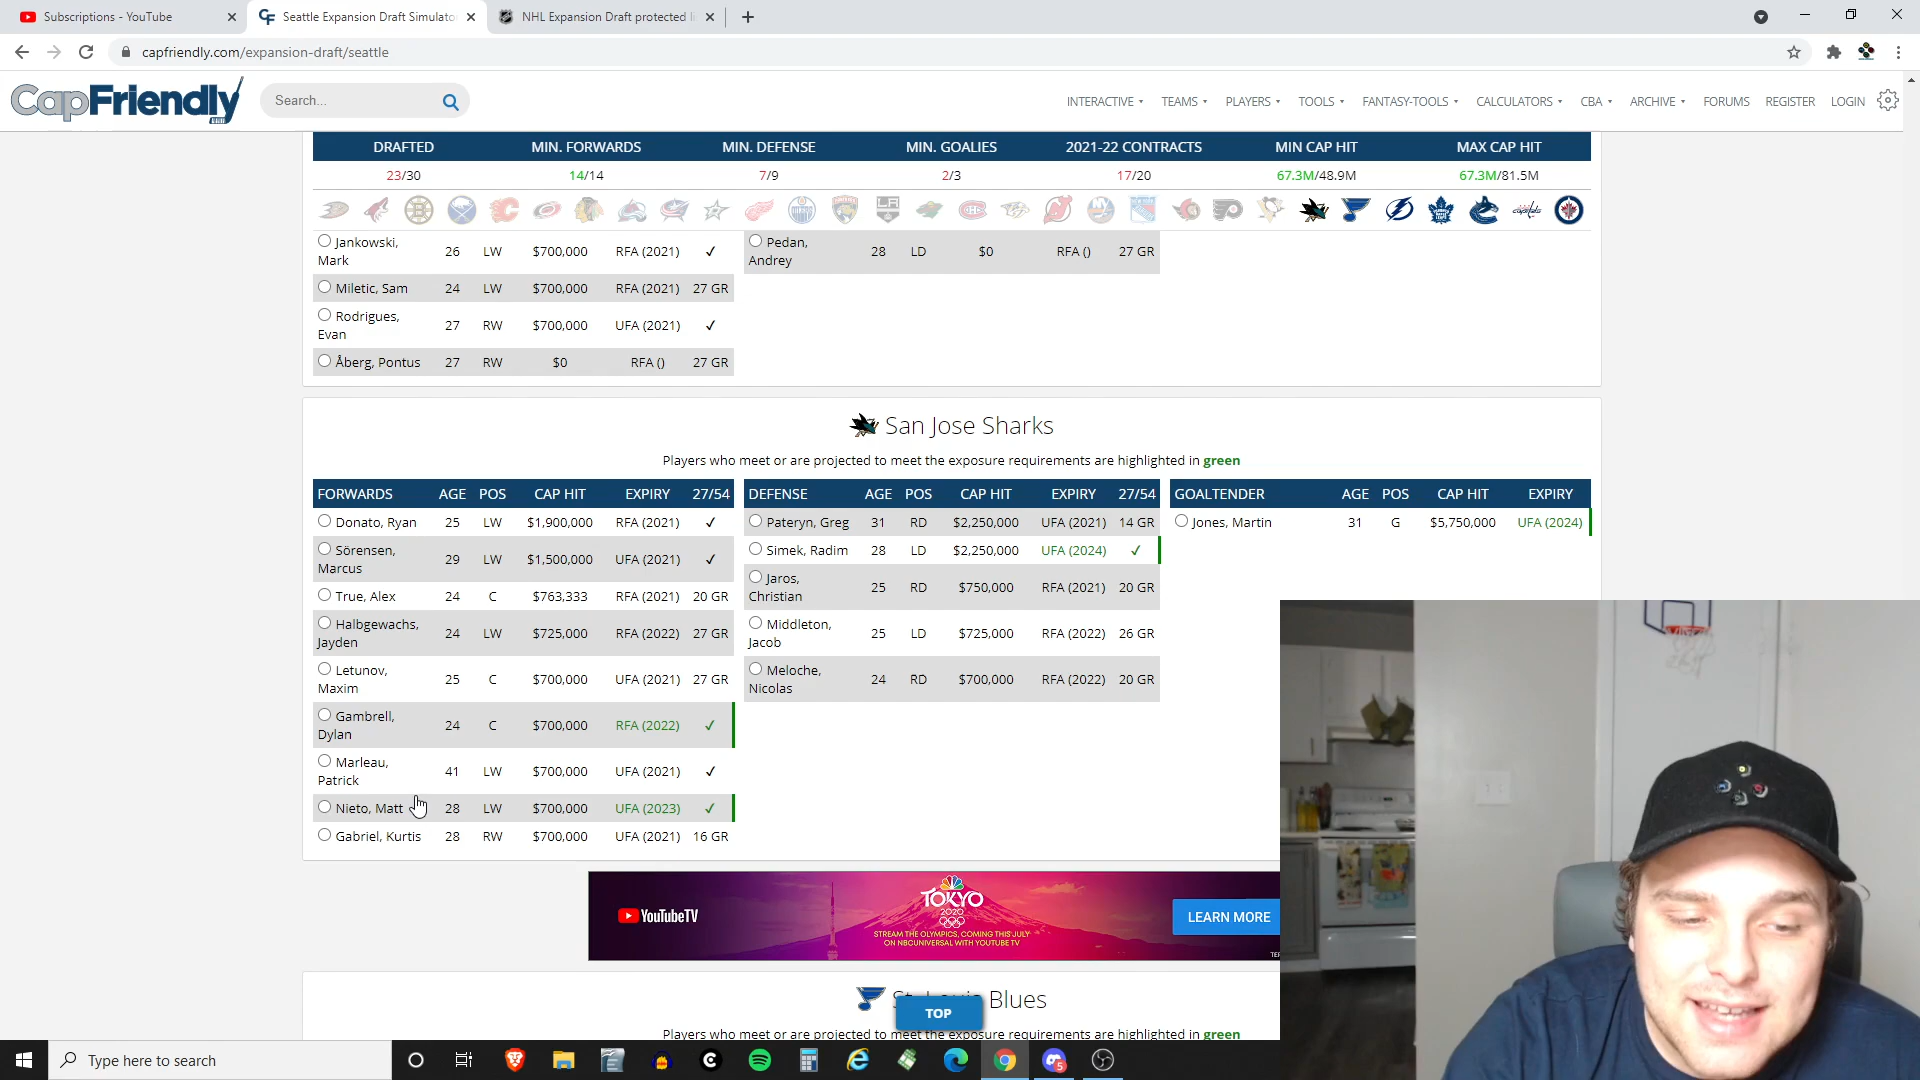 Subscriptions - YouTube
Seattle Expansion Draft Simulator
NHL Expansion Draft protected li
capfriendly.com/expansion-draft/seattle
CapFriendly
Search...
INTERACTIVE TEAMS PLAYERS TOOLS FANTASY-TOOLS CALCULATORS CBA ARCHIVE FORUMS REGISTER LOGIN
DRAFTED MIN. FORWARDS MIN. DEFENSE MIN. GOALIES 2021-22 CONTRACTS MIN CAP HIT MAX CAP HIT
23/30 14/14 7/9 2/3 17/20 67.3M/48.9M 67.3M/81.5M
Jankowski, Mark 26 LW $700,000 RFA (2021) ✓
Pedan, Andrey 28 LD $0 RFA () 27 GR
Miletic, Sam 24 LW $700,000 RFA (2021) 27 GR
Rodrigues, Evan 27 RW $700,000 UFA (2021) ✓
Åberg, Pontus 27 RW $0 RFA () 27 GR
San Jose Sharks
Players who meet or are projected to meet the exposure requirements are highlighted in green
FORWARDS AGE POS CAP HIT EXPIRY 27/54
Donato, Ryan 25 LW $1,900,000 RFA (2021) ✓
Sörensen, Marcus 29 LW $1,500,000 UFA (2021) ✓
True, Alex 24 C $763,333 RFA (2021) 20 GR
Halbgewachs, Jayden 24 LW $725,000 RFA (2022) 27 GR
Letunov, Maxim 25 C $700,000 UFA (2021) 27 GR
Gambrell, Dylan 24 C $700,000 RFA (2022) ✓
Marleau, Patrick 41 LW $700,000 UFA (2021) ✓
Nieto, Matt 28 LW $700,000 UFA (2023) ✓
Gabriel, Kurtis 28 RW $700,000 UFA (2021) 16 GR
DEFENSE AGE POS CAP HIT EXPIRY 27/54
Pateryn, Greg 31 RD $2,250,000 UFA (2021) 14 GR
Simek, Radim 28 LD $2,250,000 UFA (2024) ✓
Jaros, Christian 25 RD $750,000 RFA (2021) 20 GR
Middleton, Jacob 25 LD $725,000 RFA (2022) 26 GR
Meloche, Nicolas 24 RD $700,000 RFA (2022) 20 GR
GOALTENDER AGE POS CAP HIT EXPIRY
Jones, Martin 31 G $5,750,000 UFA (2024)
YouTubeTV
TOKYO
2020
STREAM THE OLYMPICS, COMING THIS JULY
ON NBCUNIVERSAL WITH YOUTUBE TV
LEARN MORE
Blues
TOP
Players who meet or are projected to meet the exposure requirements are highlighted in green
Type here to search